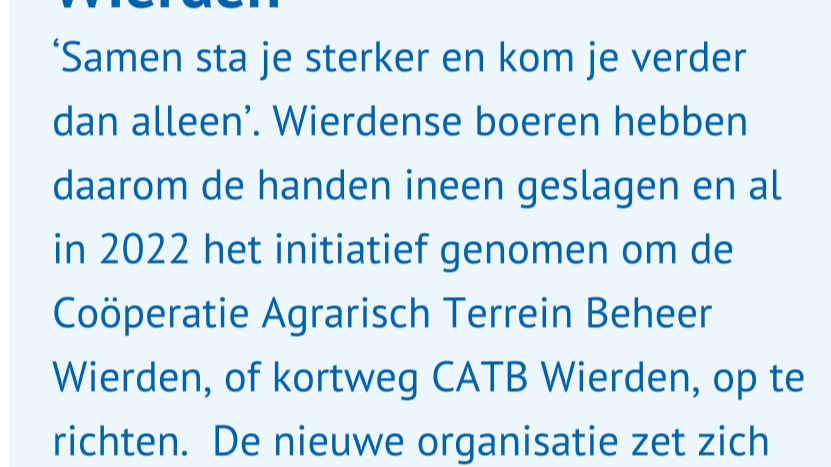 Wierden
‘Samen sta je sterker en kom je verder
dan alleen’. Wierdense boeren hebben
daarom de handen ineen geslagen en al
in 2022 het initiatief genomen om de
Coöperatie Agrarisch Terrein Beheer
Wierden, of kortweg CATB Wierden, op te
richten.  De nieuwe organisatie zet zich